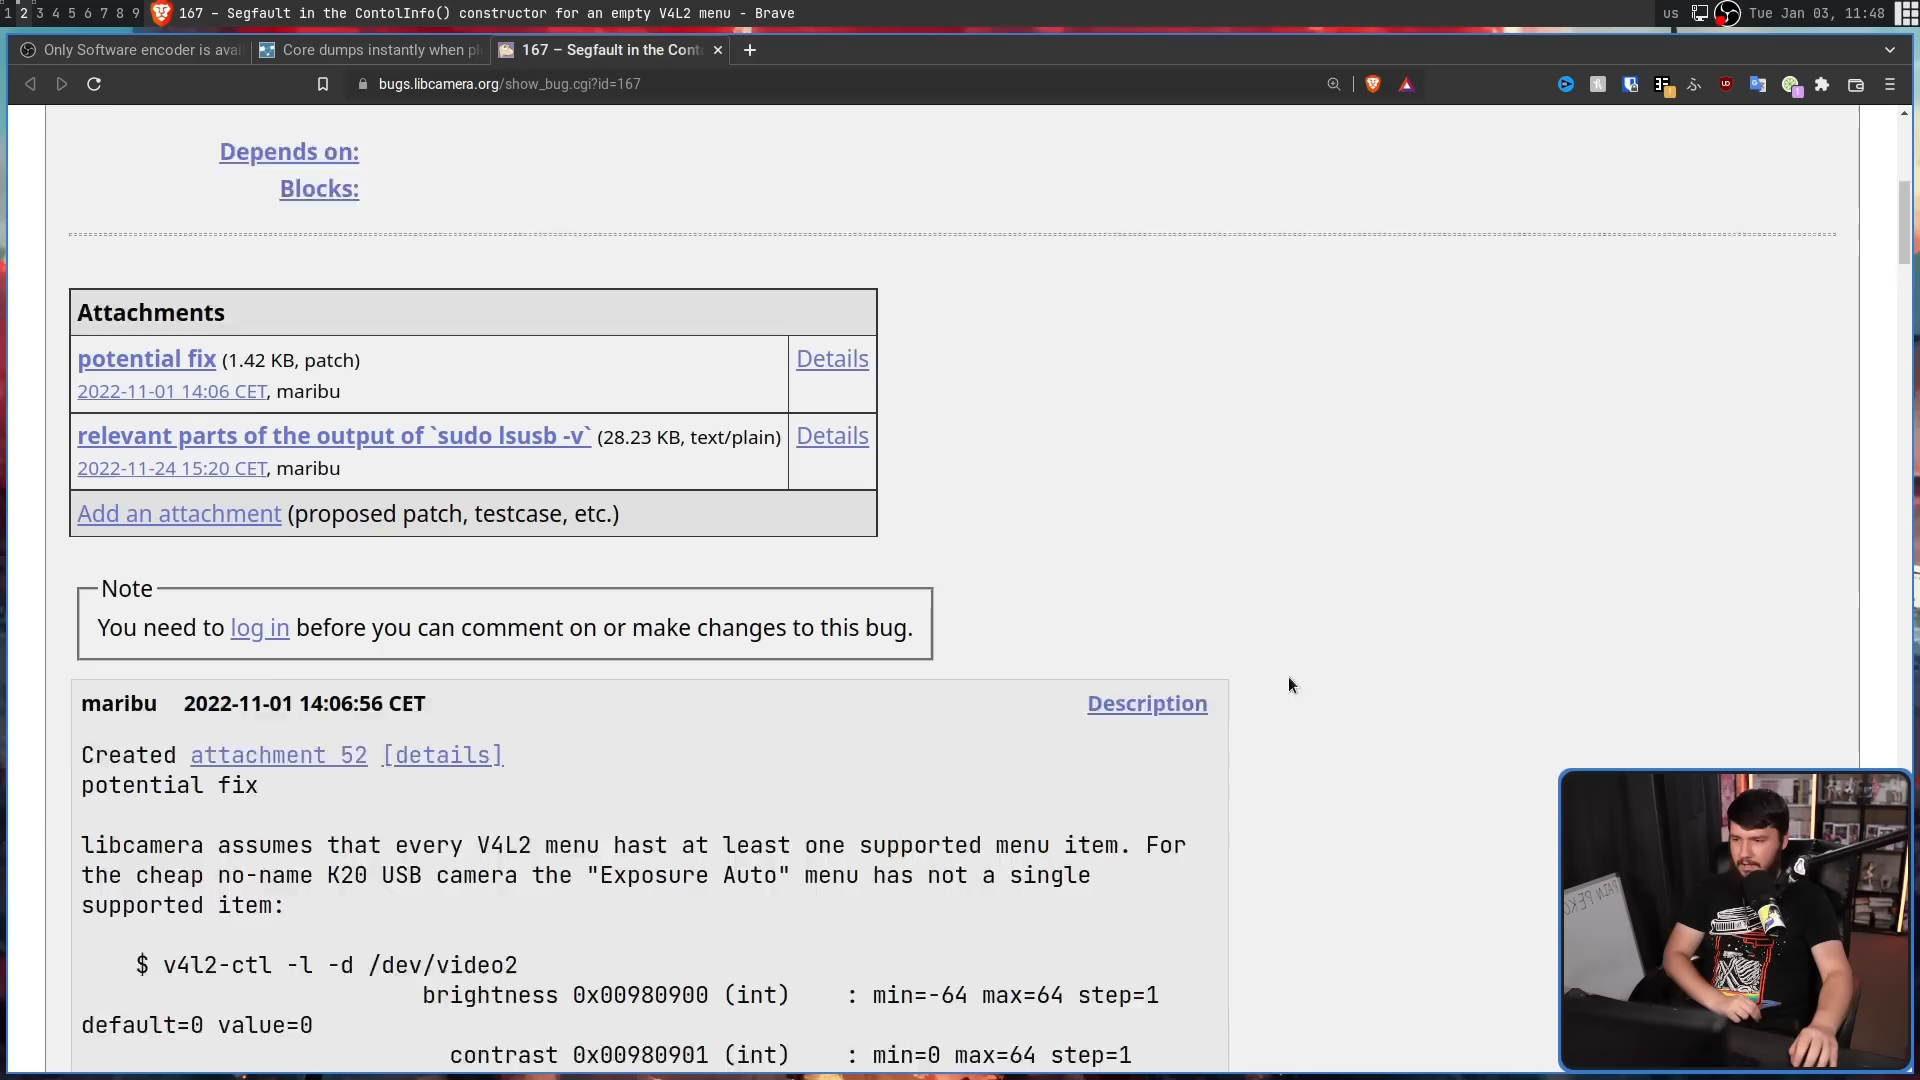 1 2 3 4 5 6 7 8 9 167 – Segfault in the ContolInfo() constructor for an empty V4L2 menu - Brave us Tue Jan 03, 11:48
Only Software encoder is avai Core dumps instantly when pl 167 – Segfault in the Cont
bugs.libcamera.org/show_bug.cgi?id=167
Depends on:
Blocks:
Attachments
potential fix (1.42 KB, patch) Details
2022-11-01 14:06 CET, maribu
relevant parts of the output of `sudo lsusb -v` (28.23 KB, text/plain) Details
2022-11-24 15:20 CET, maribu
Add an attachment (proposed patch, testcase, etc.)
Note
You need to log in before you can comment on or make changes to this bug.
maribu 2022-11-01 14:06:56 CET Description
Created attachment 52 [details]
potential fix
libcamera assumes that every V4L2 menu hast at least one supported menu item. For
the cheap no-name K20 USB camera the "Exposure Auto" menu has not a single
supported item:
$ v4l2-ctl -l -d /dev/video2
brightness 0x00980900 (int) : min=-64 max=64 step=1
default=0 value=0
contrast 0x00980901 (int) : min=0 max=64 step=1